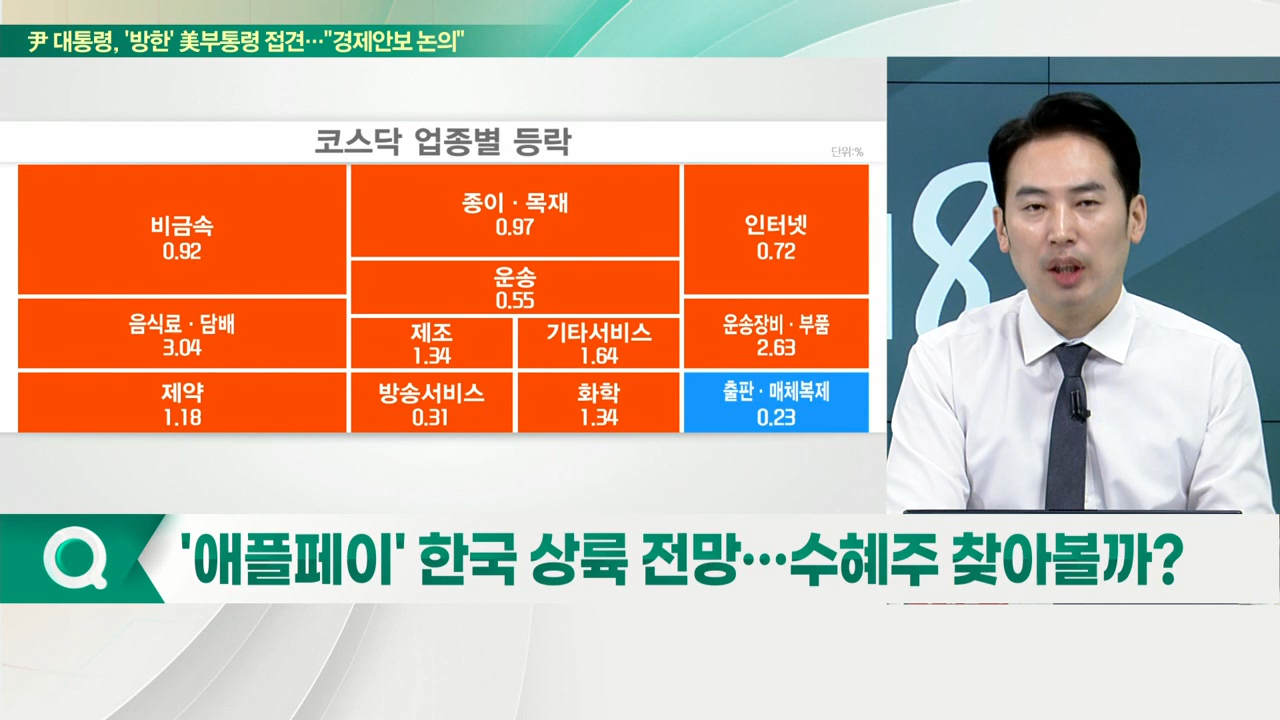 尹 대통령, '방한' 美부통령 접견…"경제안보 논의"
코스닥 업종별 등락
단위:%
비금속
0.92
종이·목재
0.97
인터넷
0.72
운송
0.55
음식료·담배
3.04
제조
1.34
기타서비스
1.64
운송장비·부품
2.63
제약
1.18
방송서비스
0.31
화학
1.34
출판·매체복제
0.23
8
'애플페이' 한국 상륙 전망…수혜주 찾아볼까?